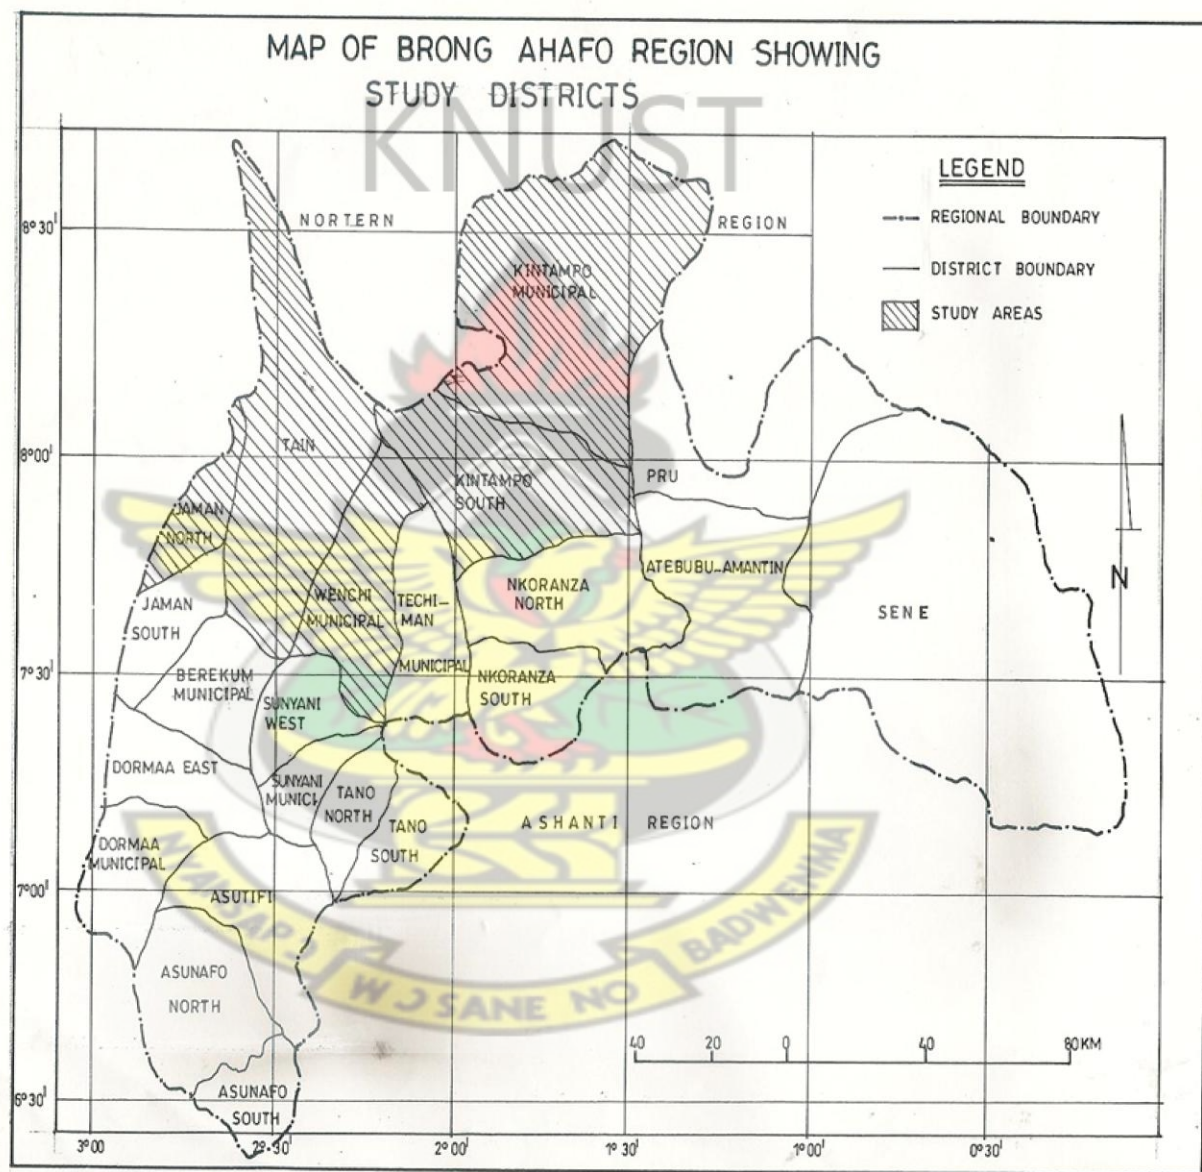 MAP OF BRONG AHAFO REGION SHOWING
STUDY DISTRICTS
KNUST
LEGEND
REGIONAL BOUNDARY
DISTRICT BOUNDARY
STUDY AREAS
NORTERN
REGION
8°30'
KINTAMPO
MUNICIPAL
TAIN
8°00'
KINTAMPO
SOUTH
PRU
JAMAN
NORTH
ATEBUBU-AMANTIN
NKORANZA
NORTH
WENCHI
MUNICIPAL
TECHI-
MAN
MUNICIPAL
JAMAN
SOUTH
SENE
N
7°30'
BEREKUM
MUNICIPAL
NKORANZA
SOUTH
SUNYANI
WEST
DORMAA EAST
SUNYANI
MUNICI.
TANO
NORTH
TANO
SOUTH
ASHANTI REGION
DORMAA
MUNICIPAL
7°00'
ASUTIFI
ASUNAFO
NORTH
NYANSAPƆ WƆSANE NO BADWENMA
40 20 0 40 80KM
ASUNAFO
SOUTH
6°30'
3°00 2°30' 2°00' 1°30' 1°00' 0°30'